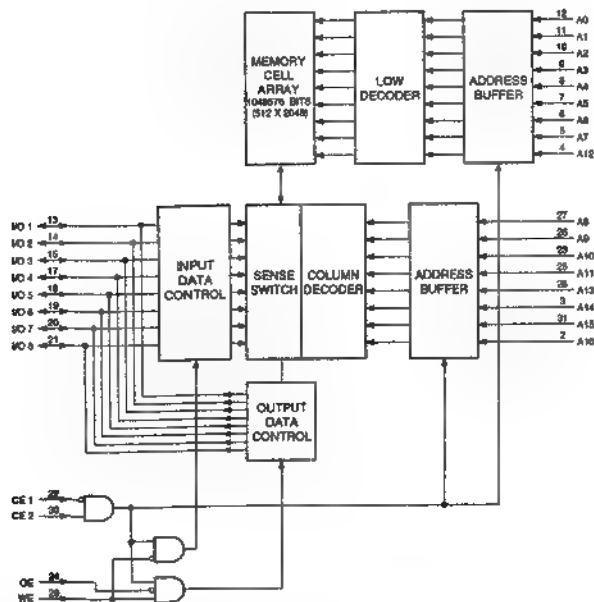 12 A0
11 A1
10 A2
9 A3
8 A4
7 A5
6 A6
5 A7
4 A12
MEMORY
CELL
ARRAY
1048576 BITS
(512 X 2048)
LOW
DECODER
ADDRESS
BUFFER
I/O 1 13
I/O 2 14
I/O 3 15
I/O 4 17
I/O 5 18
I/O 6 19
I/O 7 20
I/O 8 21
INPUT
DATA
CONTROL
SENSE
SWITCH
COLUMN
DECODER
ADDRESS
BUFFER
27 A8
26 A9
23 A10
25 A11
28 A13
3 A14
31 A15
2 A16
OUTPUT
DATA
CONTROL
CE 1 22
CE 2 30
OE 24
WE 29